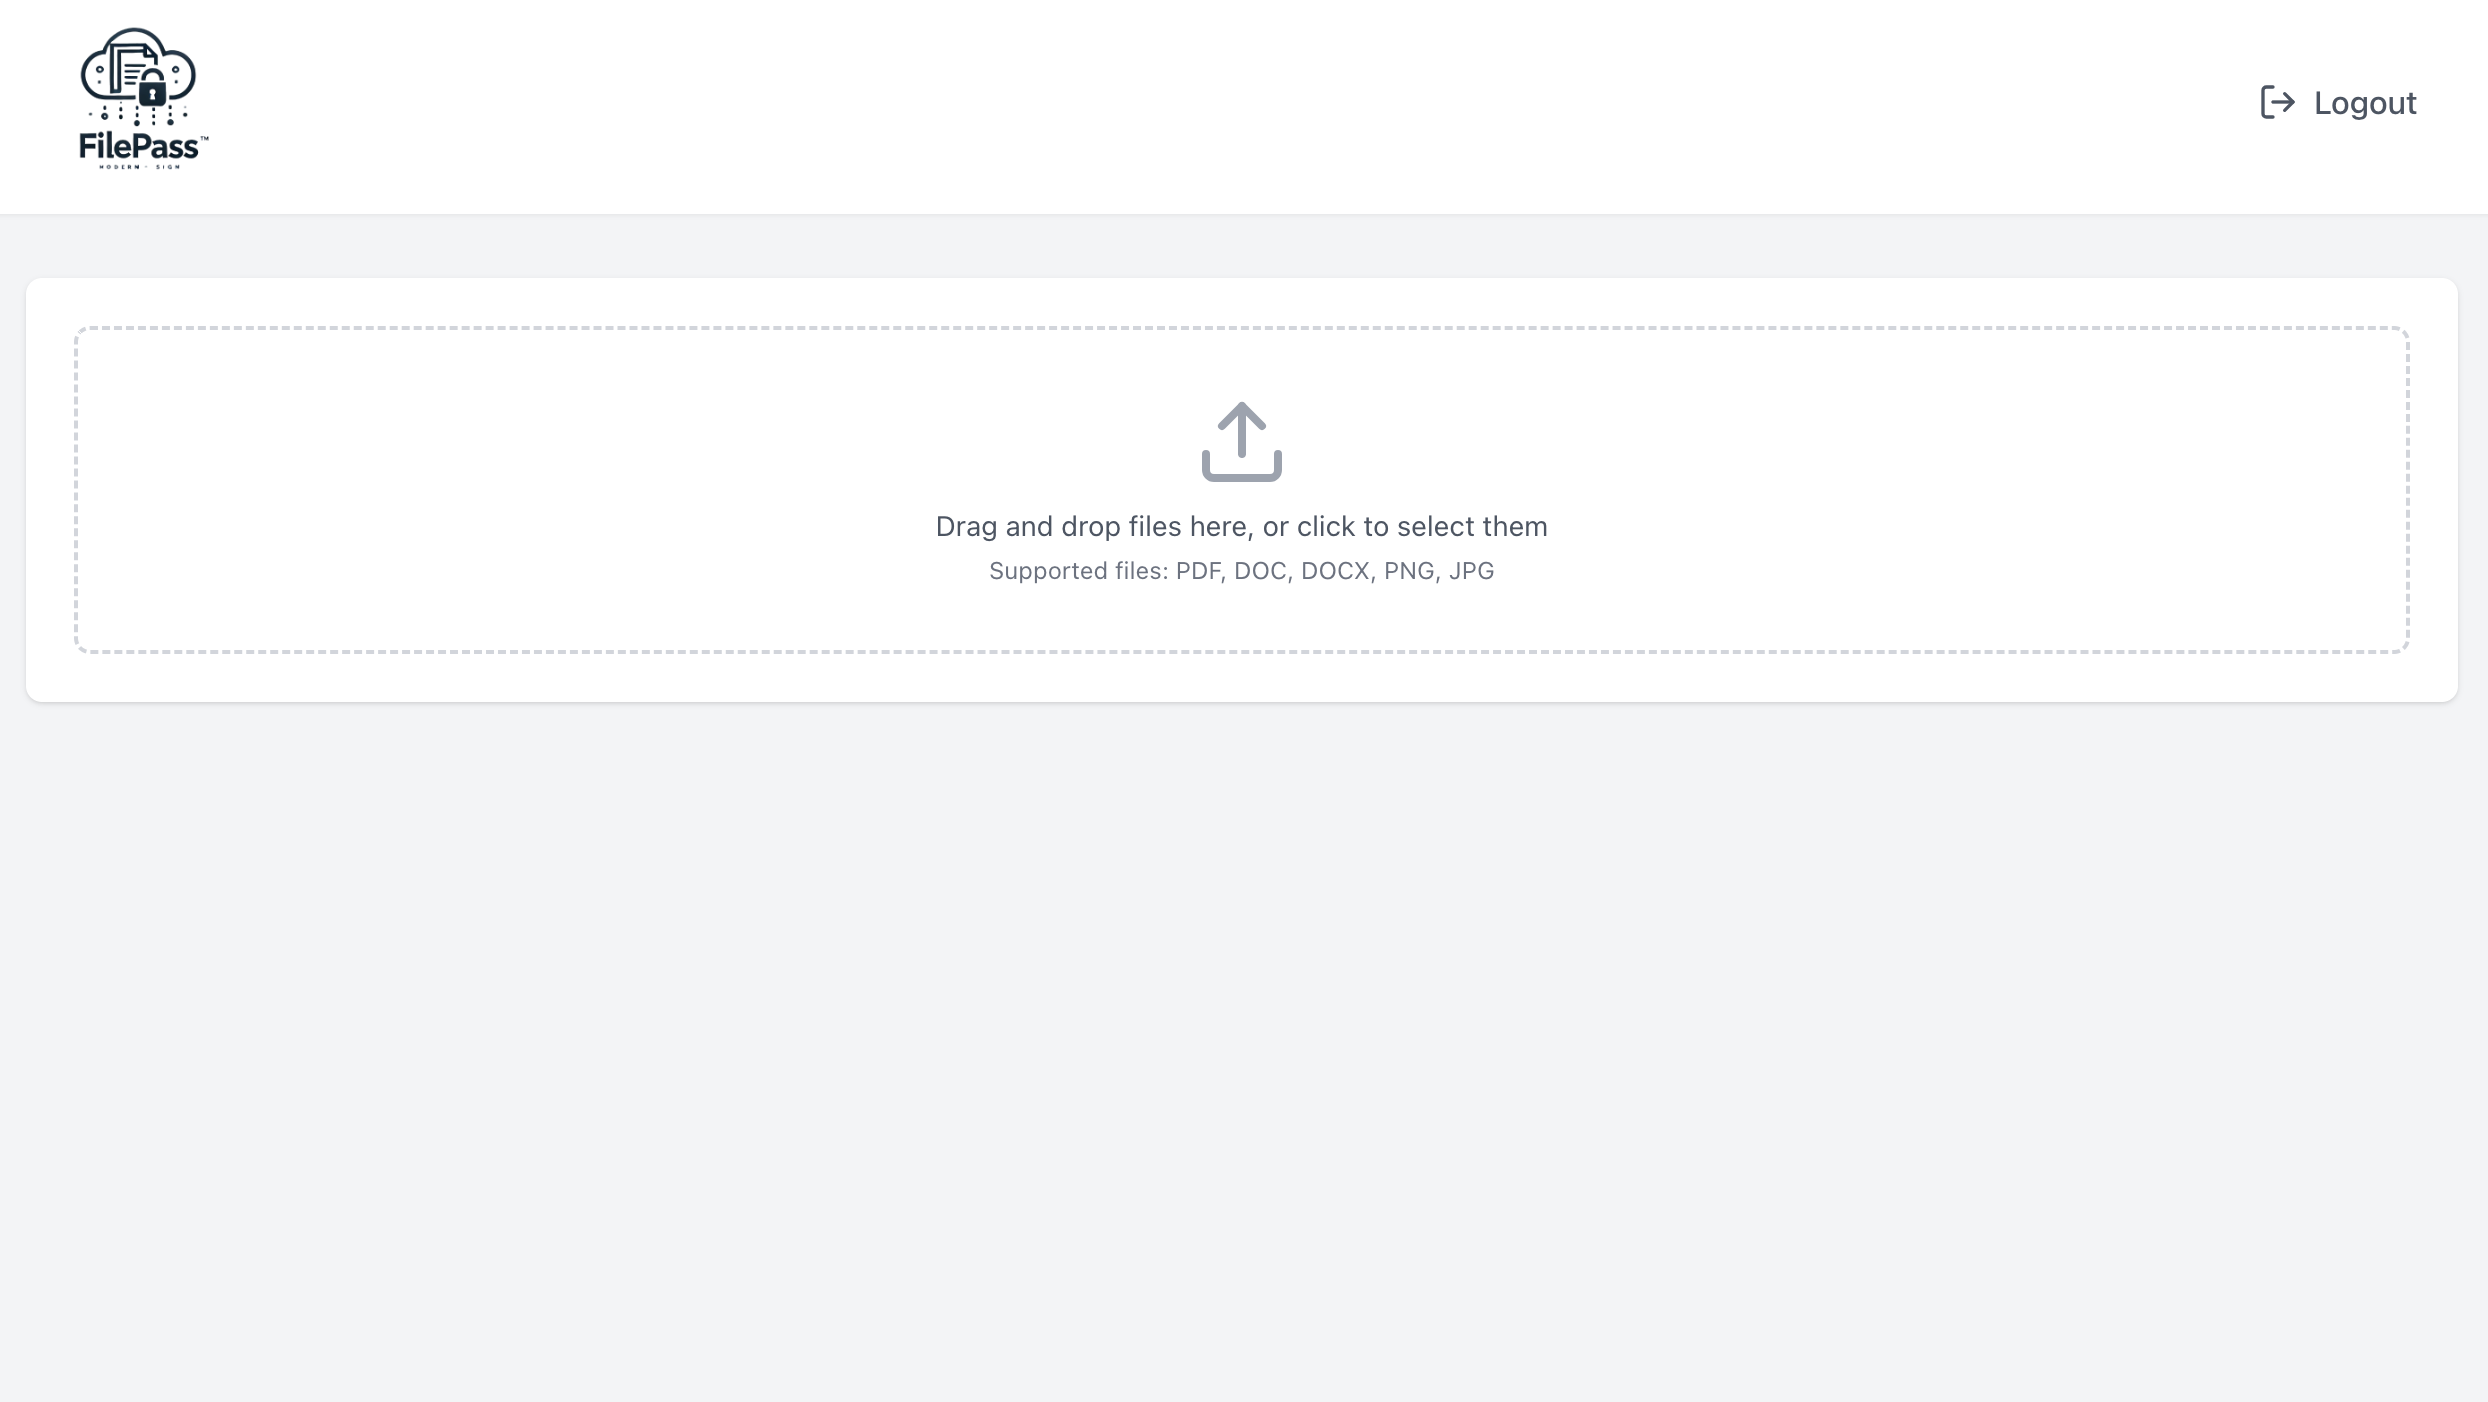 FilePass™
MODERN - SIGN
Logout
Drag and drop files here, or click to select them
Supported files: PDF, DOC, DOCX, PNG, JPG